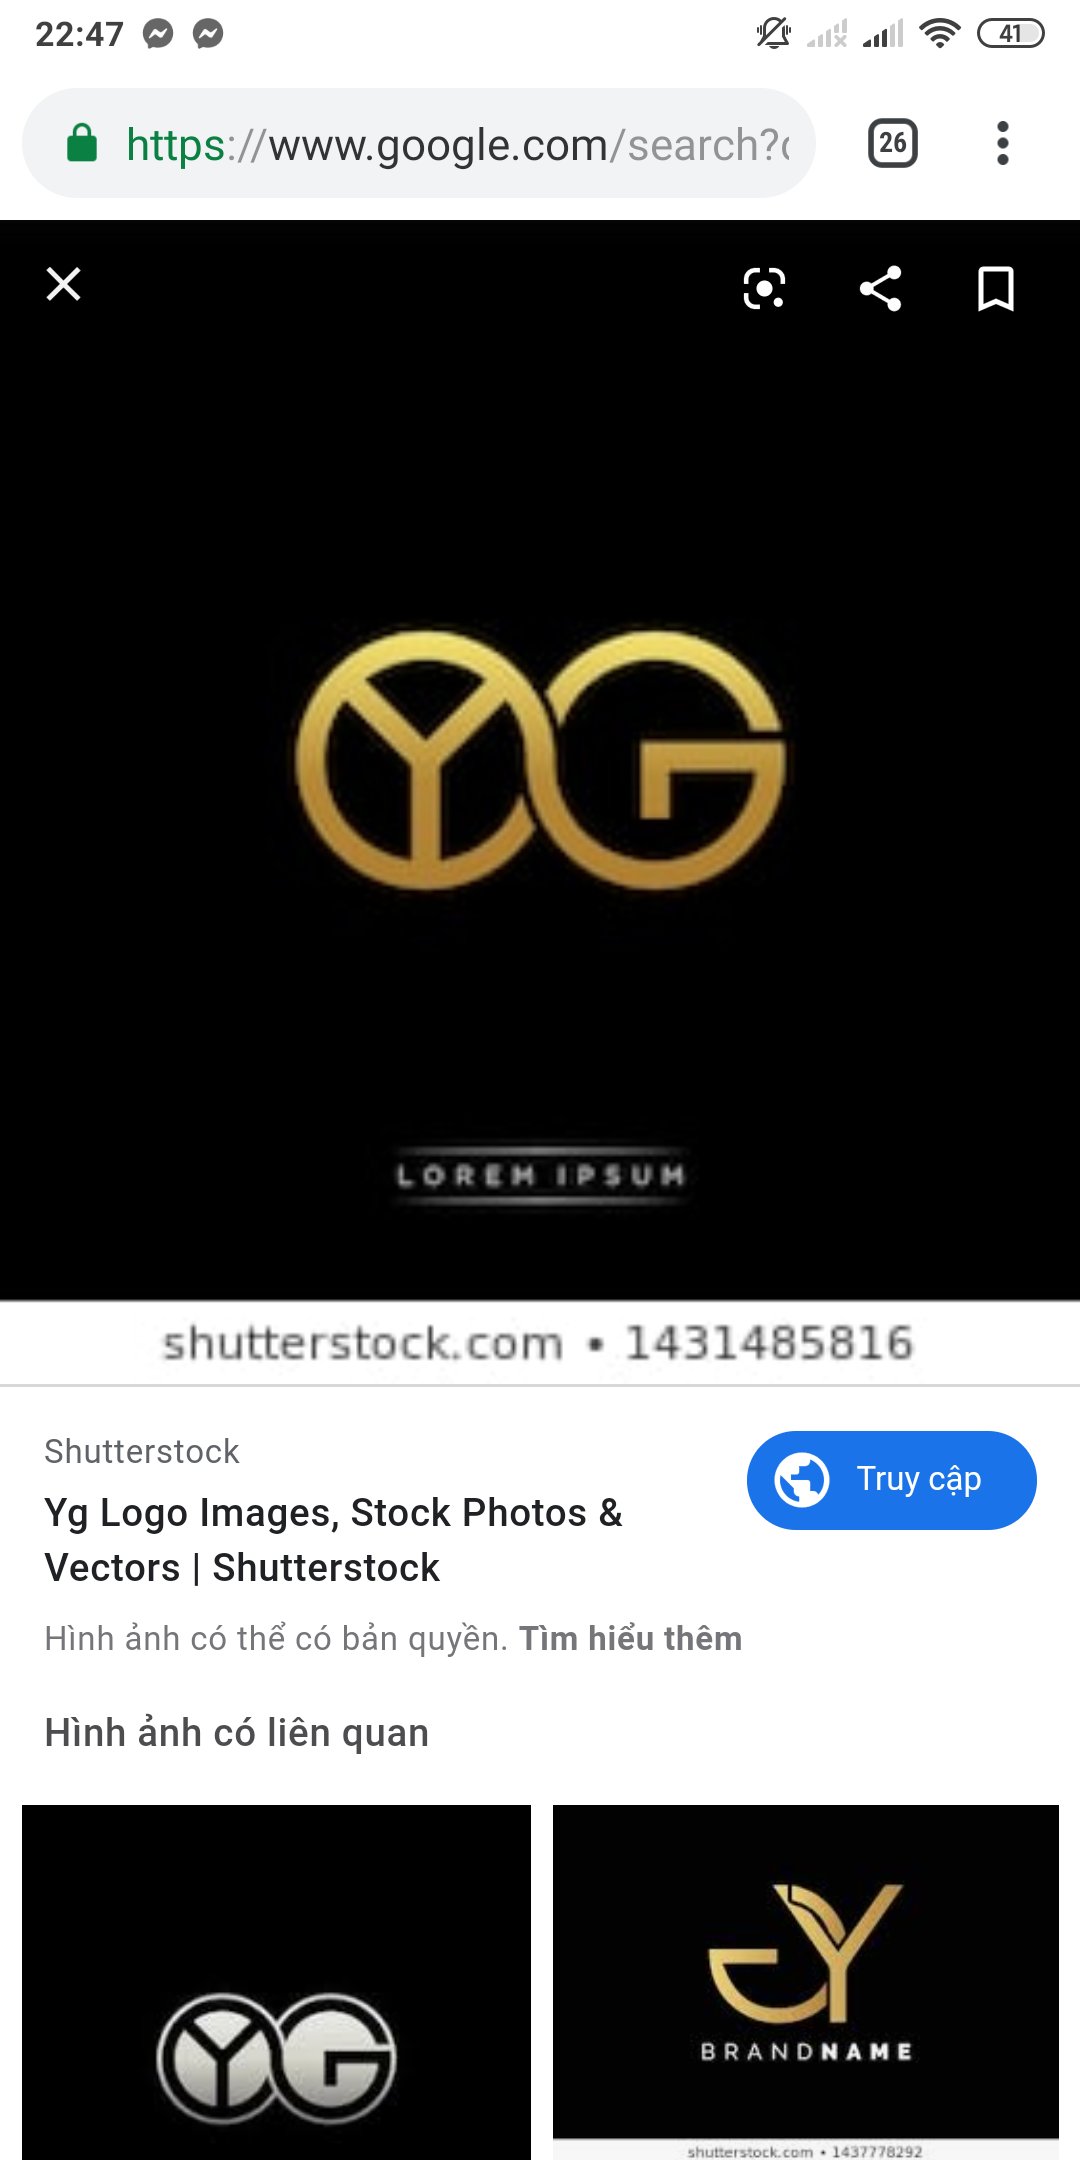 22:47
41
https://www.google.com/search?
26
YG
LOREM IPSUM
shutterstock.com • 1431485816
Shutterstock
Truy cập
Yg Logo Images, Stock Photos &
Vectors | Shutterstock
Hình ảnh có thể có bản quyền. Tìm hiểu thêm
Hình ảnh có liên quan
YG
GY
BRANDNAME
shutterstock.com • 1437778292